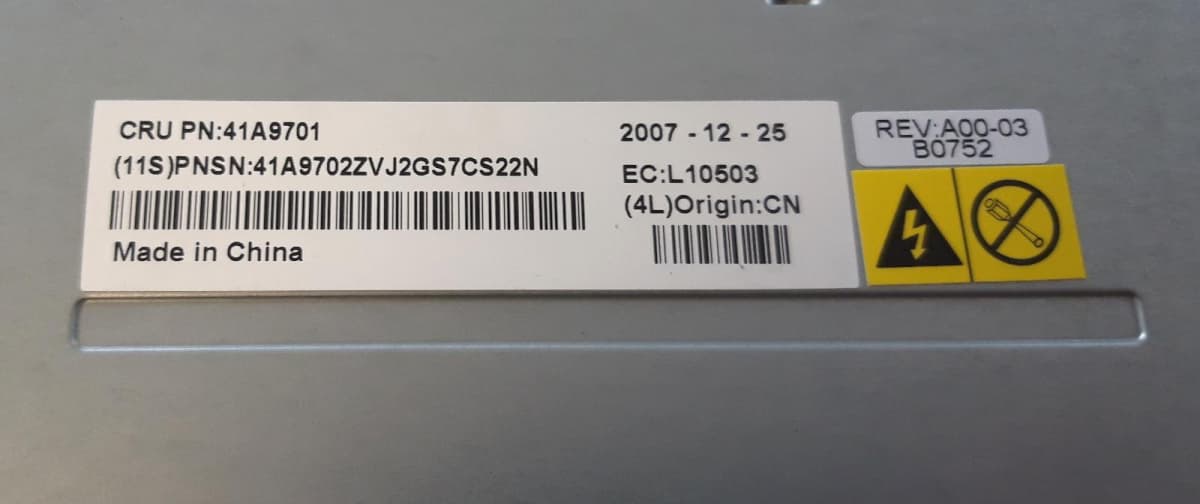 CRU PN:41A9701
(11S)PNSN:41A9702ZVJ2GS7CS22N
Made in China
2007 - 12 - 25
EC:L10503
(4L)Origin:CN
REV:A00-03
B0752